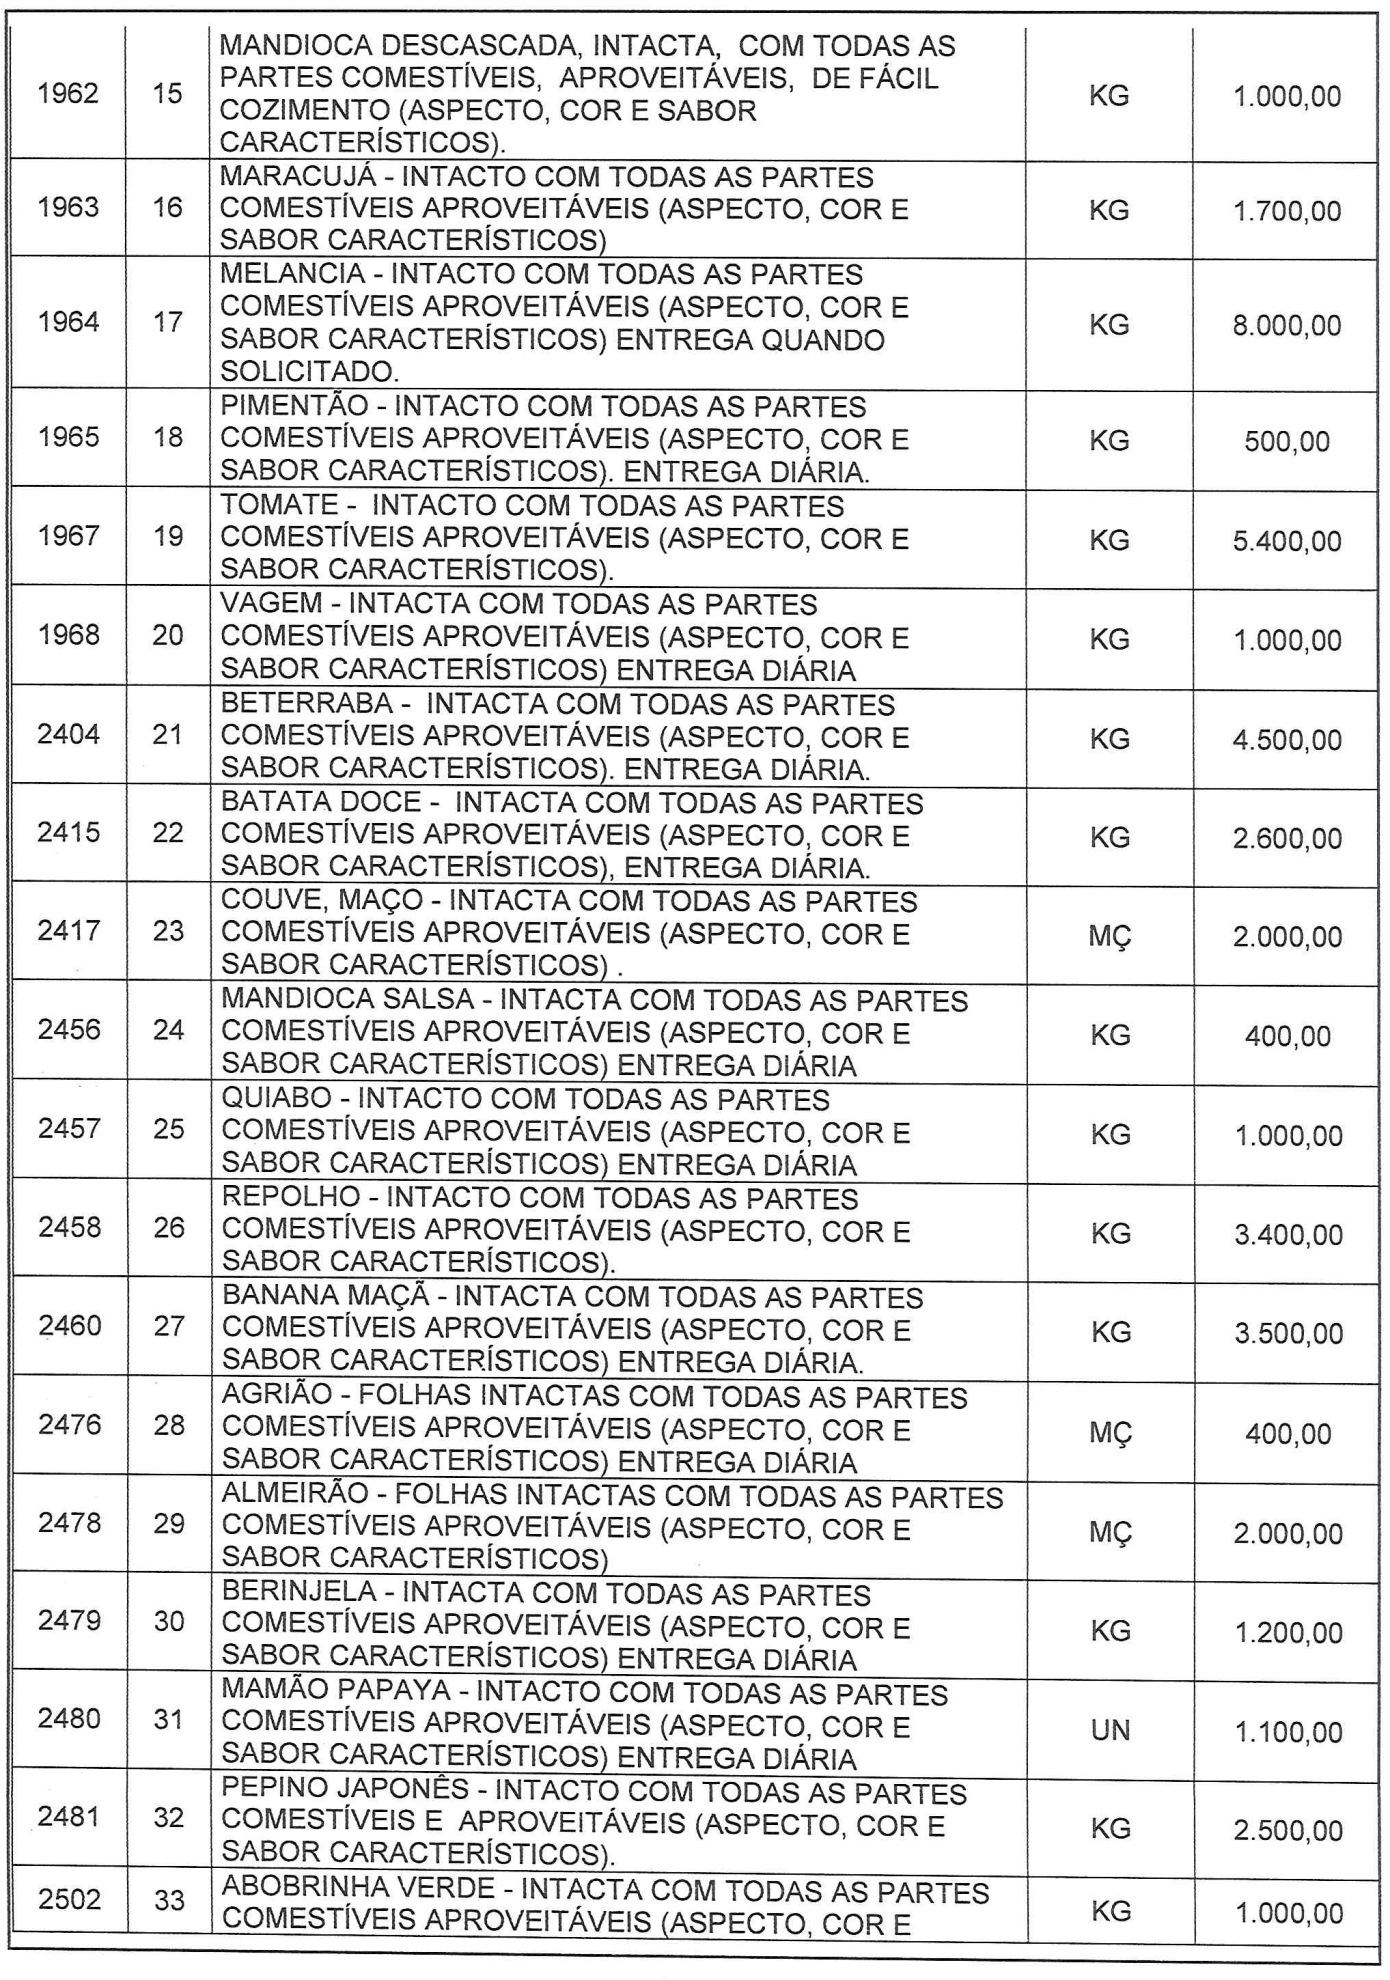 1962 15 MANDIOCA DESCASCADA, INTACTA, COM TODAS AS
PARTES COMESTÍVEIS, APROVEITÁVEIS, DE FÁCIL
COZIMENTO (ASPECTO, COR E SABOR
CARACTERÍSTICOS). KG 1.000,00
1963 16 MARACUJÁ - INTACTO COM TODAS AS PARTES
COMESTÍVEIS APROVEITÁVEIS (ASPECTO, COR E
SABOR CARACTERÍSTICOS) KG 1.700,00
1964 17 MELANCIA - INTACTO COM TODAS AS PARTES
COMESTÍVEIS APROVEITÁVEIS (ASPECTO, COR E
SABOR CARACTERÍSTICOS) ENTREGA QUANDO
SOLICITADO. KG 8.000,00
1965 18 PIMENTÃO - INTACTO COM TODAS AS PARTES
COMESTÍVEIS APROVEITÁVEIS (ASPECTO, COR E
SABOR CARACTERÍSTICOS). ENTREGA DIÁRIA. KG 500,00
1967 19 TOMATE - INTACTO COM TODAS AS PARTES
COMESTÍVEIS APROVEITÁVEIS (ASPECTO, COR E
SABOR CARACTERÍSTICOS). KG 5.400,00
1968 20 VAGEM - INTACTA COM TODAS AS PARTES
COMESTÍVEIS APROVEITÁVEIS (ASPECTO, COR E
SABOR CARACTERÍSTICOS) ENTREGA DIÁRIA KG 1.000,00
2404 21 BETERRABA - INTACTA COM TODAS AS PARTES
COMESTÍVEIS APROVEITÁVEIS (ASPECTO, COR E
SABOR CARACTERÍSTICOS). ENTREGA DIÁRIA. KG 4.500,00
2415 22 BATATA DOCE - INTACTA COM TODAS AS PARTES
COMESTÍVEIS APROVEITÁVEIS (ASPECTO, COR E
SABOR CARACTERÍSTICOS), ENTREGA DIÁRIA. KG 2.600,00
2417 23 COUVE, MAÇO - INTACTA COM TODAS AS PARTES
COMESTÍVEIS APROVEITÁVEIS (ASPECTO, COR E
SABOR CARACTERÍSTICOS) . MÇ 2.000,00
2456 24 MANDIOCA SALSA - INTACTA COM TODAS AS PARTES
COMESTÍVEIS APROVEITÁVEIS (ASPECTO, COR E
SABOR CARACTERÍSTICOS) ENTREGA DIÁRIA KG 400,00
2457 25 QUIABO - INTACTO COM TODAS AS PARTES
COMESTÍVEIS APROVEITÁVEIS (ASPECTO, COR E
SABOR CARACTERÍSTICOS) ENTREGA DIÁRIA KG 1.000,00
2458 26 REPOLHO - INTACTO COM TODAS AS PARTES
COMESTÍVEIS APROVEITÁVEIS (ASPECTO, COR E
SABOR CARACTERÍSTICOS). KG 3.400,00
2460 27 BANANA MAÇÃ - INTACTA COM TODAS AS PARTES
COMESTÍVEIS APROVEITÁVEIS (ASPECTO, COR E
SABOR CARACTERÍSTICOS) ENTREGA DIÁRIA. KG 3.500,00
2476 28 AGRIÃO - FOLHAS INTACTAS COM TODAS AS PARTES
COMESTÍVEIS APROVEITÁVEIS (ASPECTO, COR E
SABOR CARACTERÍSTICOS) ENTREGA DIÁRIA MÇ 400,00
2478 29 ALMEIRÃO - FOLHAS INTACTAS COM TODAS AS PARTES
COMESTÍVEIS APROVEITÁVEIS (ASPECTO, COR E
SABOR CARACTERÍSTICOS) MÇ 2.000,00
2479 30 BERINJELA - INTACTA COM TODAS AS PARTES
COMESTÍVEIS APROVEITÁVEIS (ASPECTO, COR E
SABOR CARACTERÍSTICOS) ENTREGA DIÁRIA KG 1.200,00
2480 31 MAMÃO PAPAYA - INTACTO COM TODAS AS PARTES
COMESTÍVEIS APROVEITÁVEIS (ASPECTO, COR E
SABOR CARACTERÍSTICOS) ENTREGA DIÁRIA UN 1.100,00
2481 32 PEPINO JAPONÊS - INTACTO COM TODAS AS PARTES
COMESTÍVEIS E APROVEITÁVEIS (ASPECTO, COR E
SABOR CARACTERÍSTICOS). KG 2.500,00
2502 33 ABOBRINHA VERDE - INTACTA COM TODAS AS PARTES
COMESTÍVEIS APROVEITÁVEIS (ASPECTO, COR E KG 1.000,00